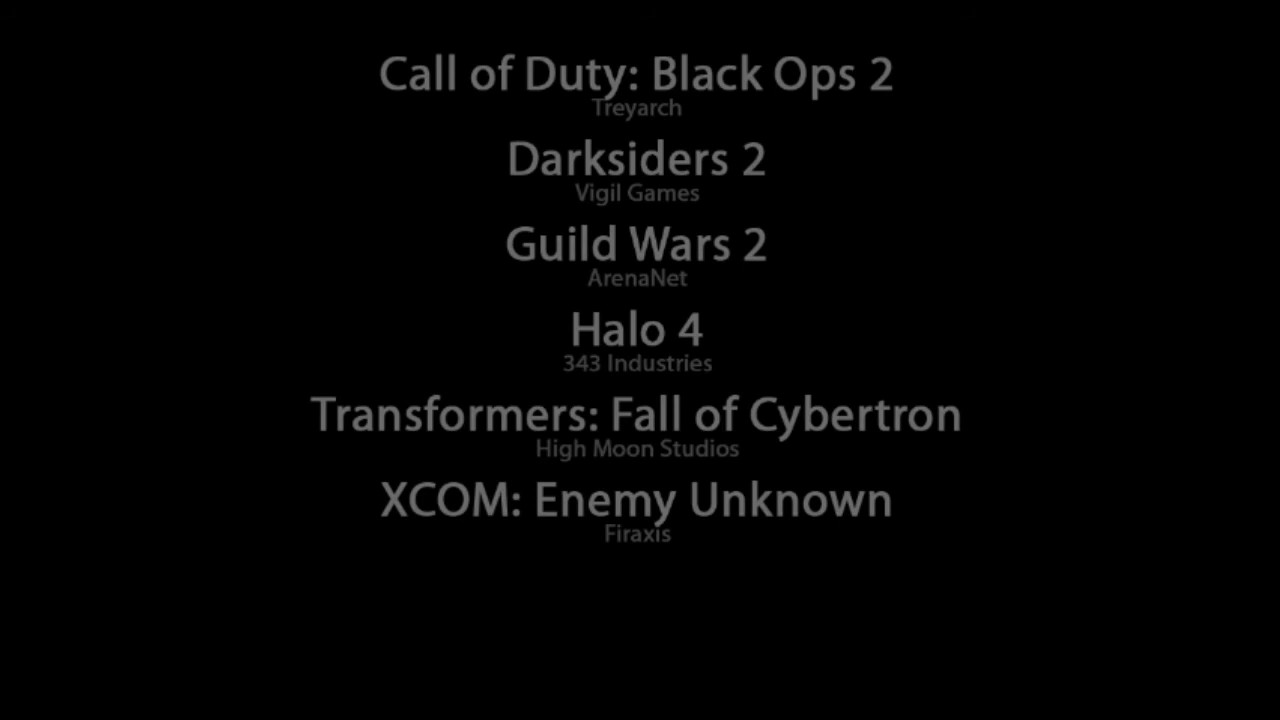 Call of Duty: Black Ops 2
Treyarch
Darksiders 2
Vigil Games
Guild Wars 2
ArenaNet
Halo 4
343 Industries
Transformers: Fall of Cybertron
High Moon Studios
XCOM: Enemy Unknown
Firaxis